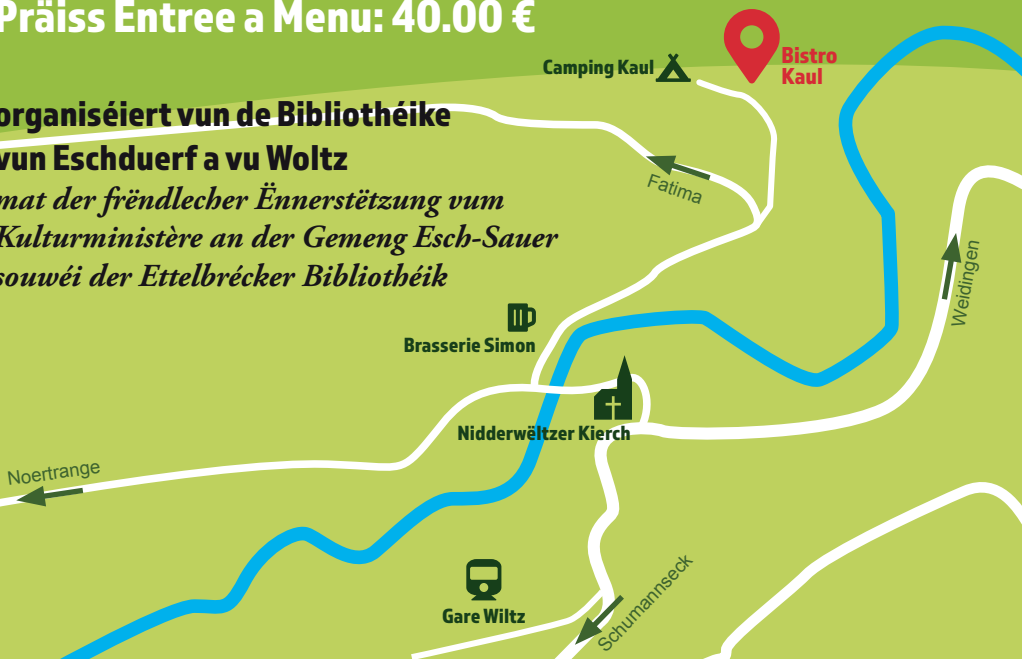 Präiss Entree a Menu: 40.00 €
Camping Kaul
Bistro
Kaul
organiséiert vun de Bibliothéike
vun Eschduerf a vu Woltz
mat der frëndlecher Ënnerstëtzung vum
Kulturministère an der Gemeng Esch-Sauer
souwéi der Ettelbrécker Bibliothéik
Fatima
Weidingen
Brasserie Simon
Nidderwëltzer Kierch
Noertrange
Gare Wiltz
Schumannseck